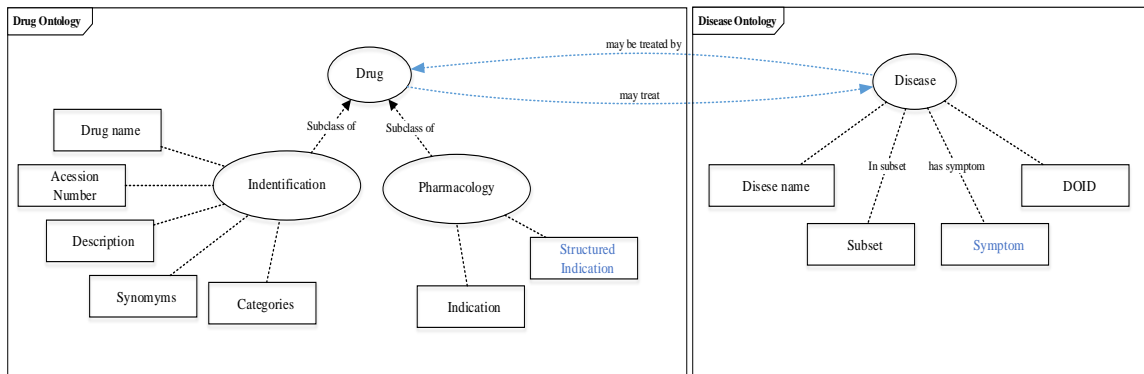 Drug Ontology
Disease Ontology
may be treated by
Drug
Disease
may treat
Subclass of
Subclass of
Drug name
Acession
Number
Indentification
Pharmacology
In subset
has symptom
Disese name
DOID
Description
Structured
Indication
Subset
Symptom
Synomyms
Categories
Indication